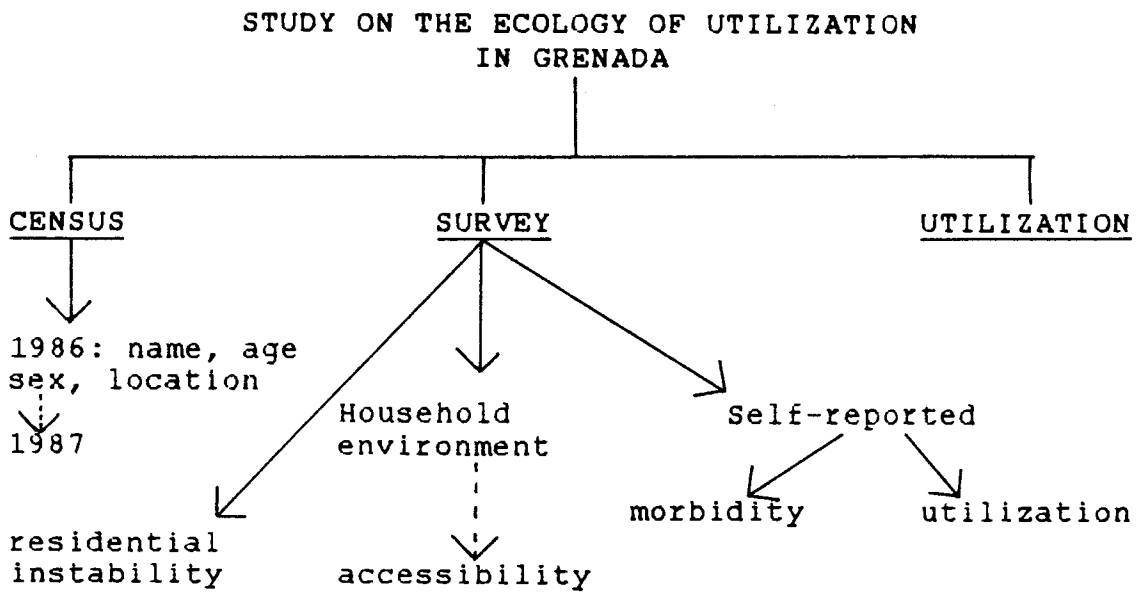 STUDY ON THE ECOLOGY OF UTILIZATION
IN GRENADA
CENSUS
SURVEY
UTILIZATION
1986: name, age
sex, location
1987
Household
environment
Self-reported
morbidity
utilization
residential
instability
accessibility